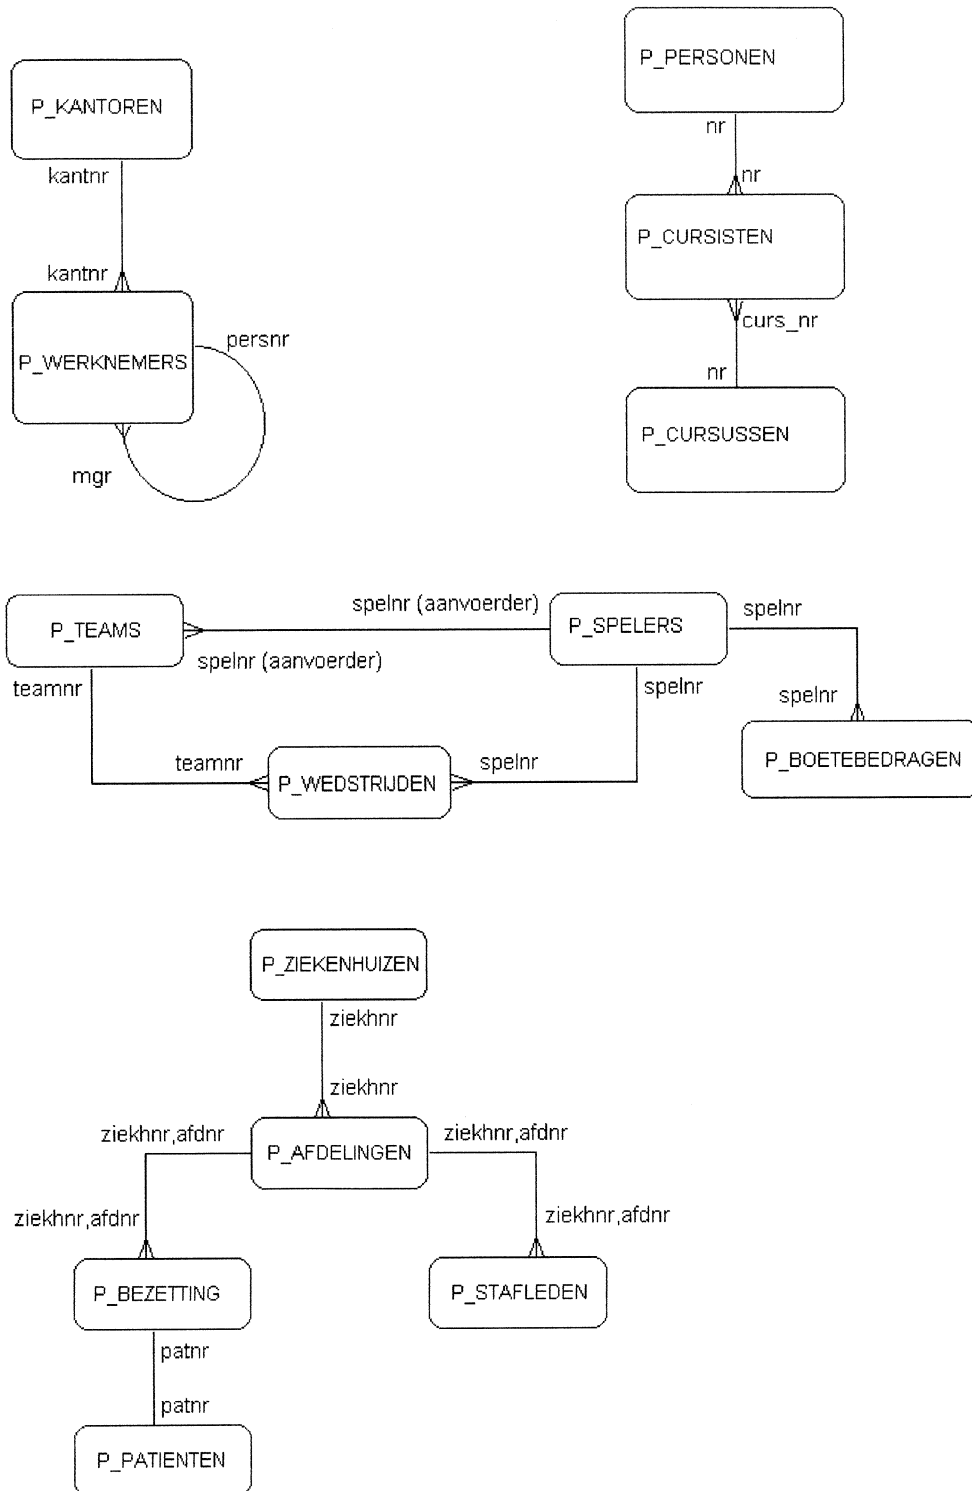 P_KANTOREN
kantnr
kantnr
P_WERKNEMERS
persnr
mgr
P_PERSONEN
nr
nr
P_CURSISTEN
curs_nr
nr
P_CURSUSSEN
P_TEAMS
spelnr (aanvoerder)
spelnr (aanvoerder)
P_SPELERS
spelnr
teamnr
spelnr
spelnr
teamnr
P_WEDSTRIJDEN
spelnr
P_BOETEBEDRAGEN
P_ZIEKENHUIZEN
ziekhnr
ziekhnr
ziekhnr,afdnr
P_AFDELINGEN
ziekhnr,afdnr
ziekhnr,afdnr
ziekhnr,afdnr
P_BEZETTING
P_STAFLEDEN
patnr
patnr
P_PATIENTEN